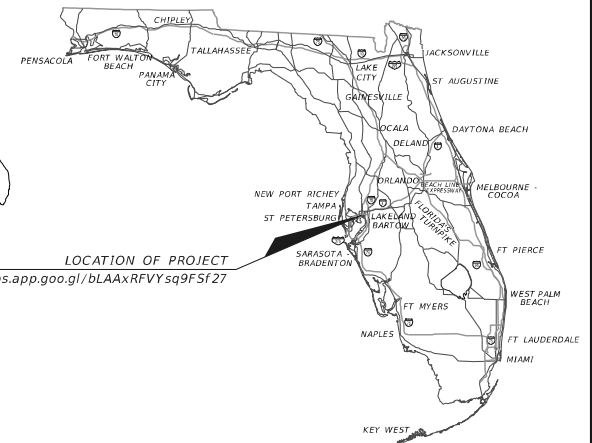 CHIPLEY
PENSACOLA
FORT WALTON
BEACH
PANAMA
CITY
TALLAHASSEE
JACKSONVILLE
LAKE
CITY
ST AUGUSTINE
GAINESVILLE
OCALA
DELAND
DAYTONA BEACH
ORLANDO
BEACH LINE
EXPRESSWAY
MELBOURNE -
COCOA
NEW PORT RICHEY
TAMPA
ST PETERSBURG
LAKELAND
BARTOW
FLORIDA'S
TURNPIKE
SARASOTA -
BRADENTON
FT PIERCE
LOCATION OF PROJECT
os.app.goo.gl/bLAAxRFVYsq9FSf27
WEST PALM
BEACH
FT MYERS
NAPLES
FT LAUDERDALE
MIAMI
KEY WEST